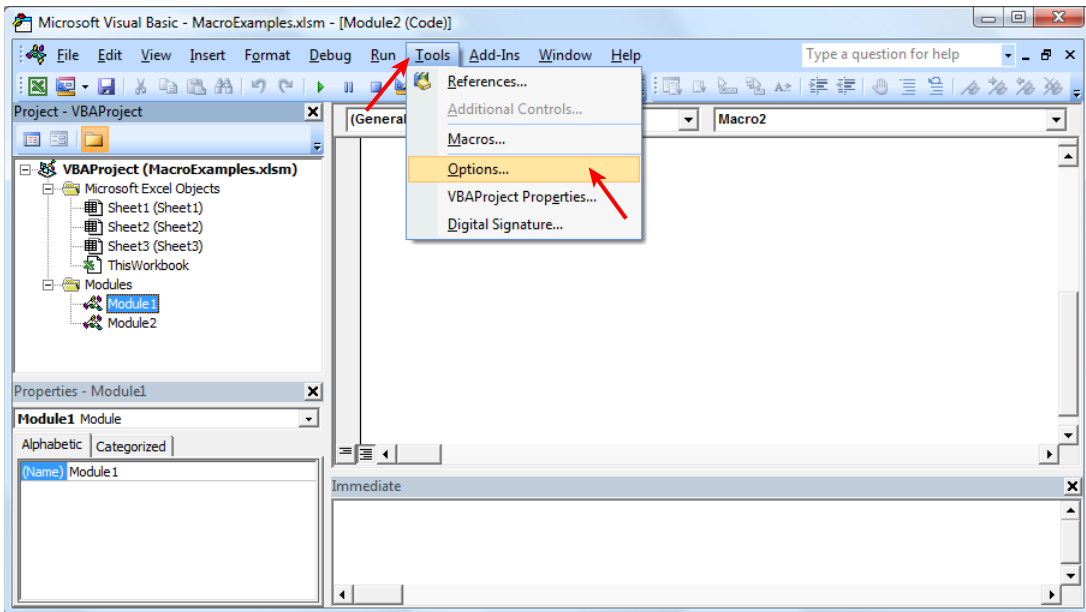 Microsoft Visual Basic - MacroExamples.xlsm - [Module2 (Code)]
File Edit View Insert Format Debug Run Tools Add-Ins Window Help
Type a question for help
Project - VBAProject
VBAProject (MacroExamples.xlsm)
Microsoft Excel Objects
Sheet1 (Sheet1)
Sheet2 (Sheet2)
Sheet3 (Sheet3)
ThisWorkbook
Modules
Module1
Module2
Properties - Module1
Module1 Module
Alphabetic Categorized
(Name) Module1
References...
Additional Controls...
Macros...
Options...
VBAProject Properties...
Digital Signature...
(General
Macro2
Immediate